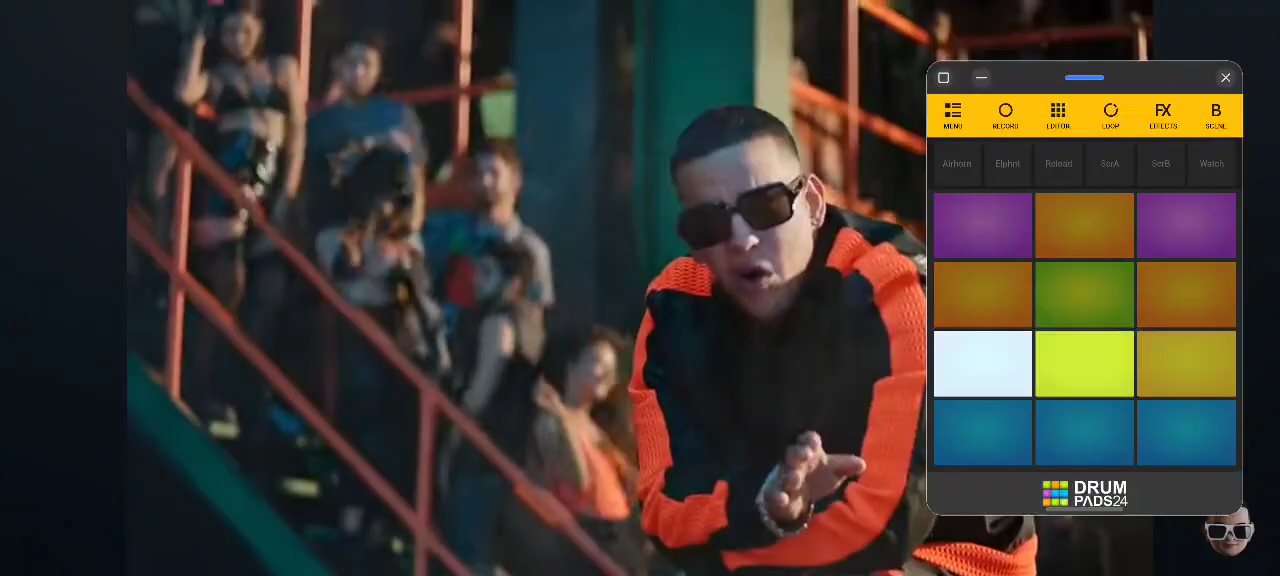 MENU RECORD EDITOR LOOP FX EFFECTS B SCENE
Airhorn Elphnt Reload ScrA ScrB Watch
DRUM
PADS24